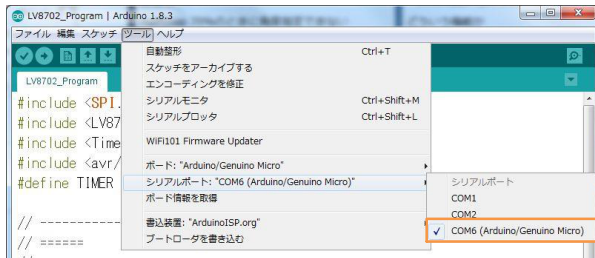 LV8702_Program | Arduino 1.8.3
ファイル 編集 スケッチ ツール ヘルプ
LV8702_Program
#include <SPI.
#include <LV87
#include <Time
#include <avr/
#define TIMER
// -----------
// ======
自動整形 Ctrl+T
スケッチをアーカイブする
エンコーディングを修正
シリアルモニタ Ctrl+Shift+M
シリアルプロッタ Ctrl+Shift+L
WiFi101 Firmware Updater
ボード: "Arduino/Genuino Micro"
シリアルポート: "COM6 (Arduino/Genuino Micro)"
ボード情報を取得
書込装置: "ArduinoISP.org"
ブートローダを書き込む
シリアルポート
COM1
COM2
COM6 (Arduino/Genuino Micro)